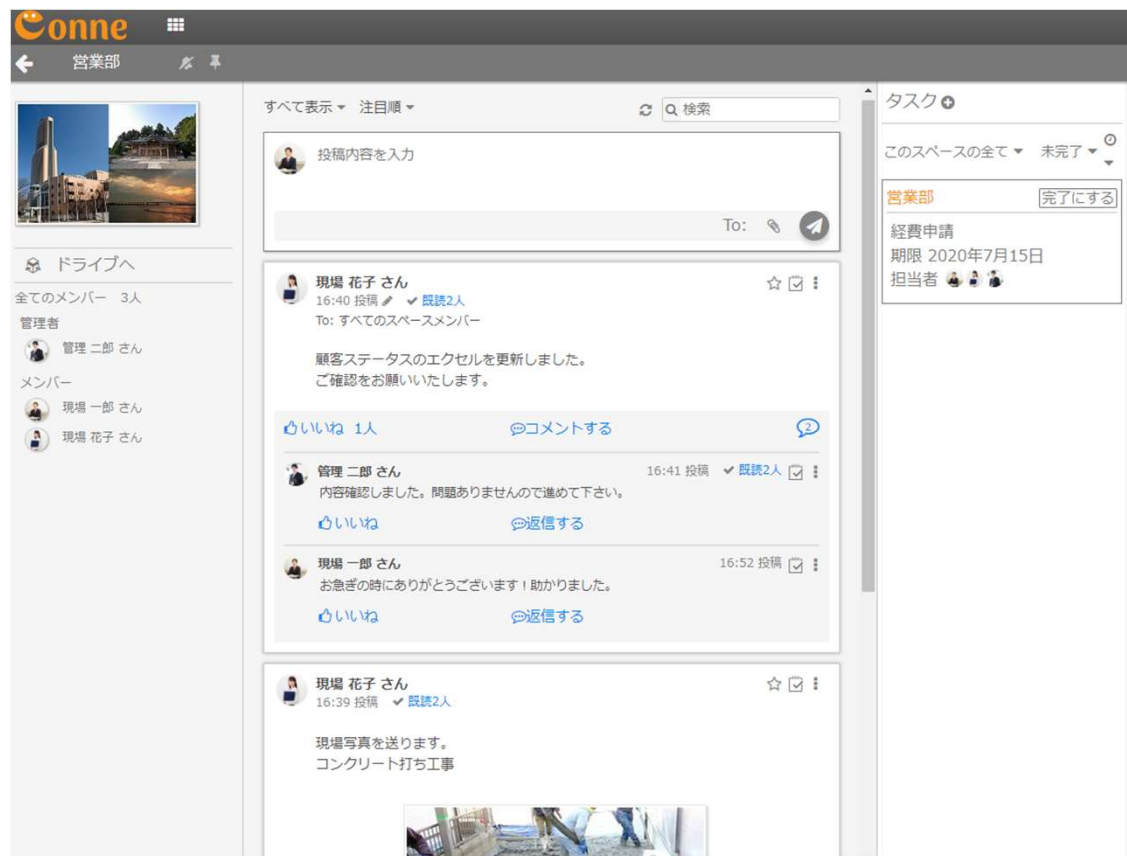 Conne
営業部
ドライブへ
全てのメンバー 3人
管理者
管理 二郎 さん
メンバー
現場 一郎 さん
現場 花子 さん
すべて表示 注目順
検索
投稿内容を入力
To:
現場 花子 さん
16:40 投稿 既読2人
To: すべてのスペースメンバー
顧客ステータスのエクセルを更新しました。
ご確認をお願いいたします。
いいね 1人 コメントする 2
管理 二郎 さん 16:41 投稿 既読2人
内容確認しました。問題ありませんので進めて下さい。
いいね 返信する
現場 一郎 さん 16:52 投稿
お急ぎの時にありがとうございます！助かりました。
いいね 返信する
現場 花子 さん
16:39 投稿 既読2人
現場写真を送ります。
コンクリート打ち工事
タスク
このスペースの全て 未完了
営業部 完了にする
経費申請
期限 2020年7月15日
担当者